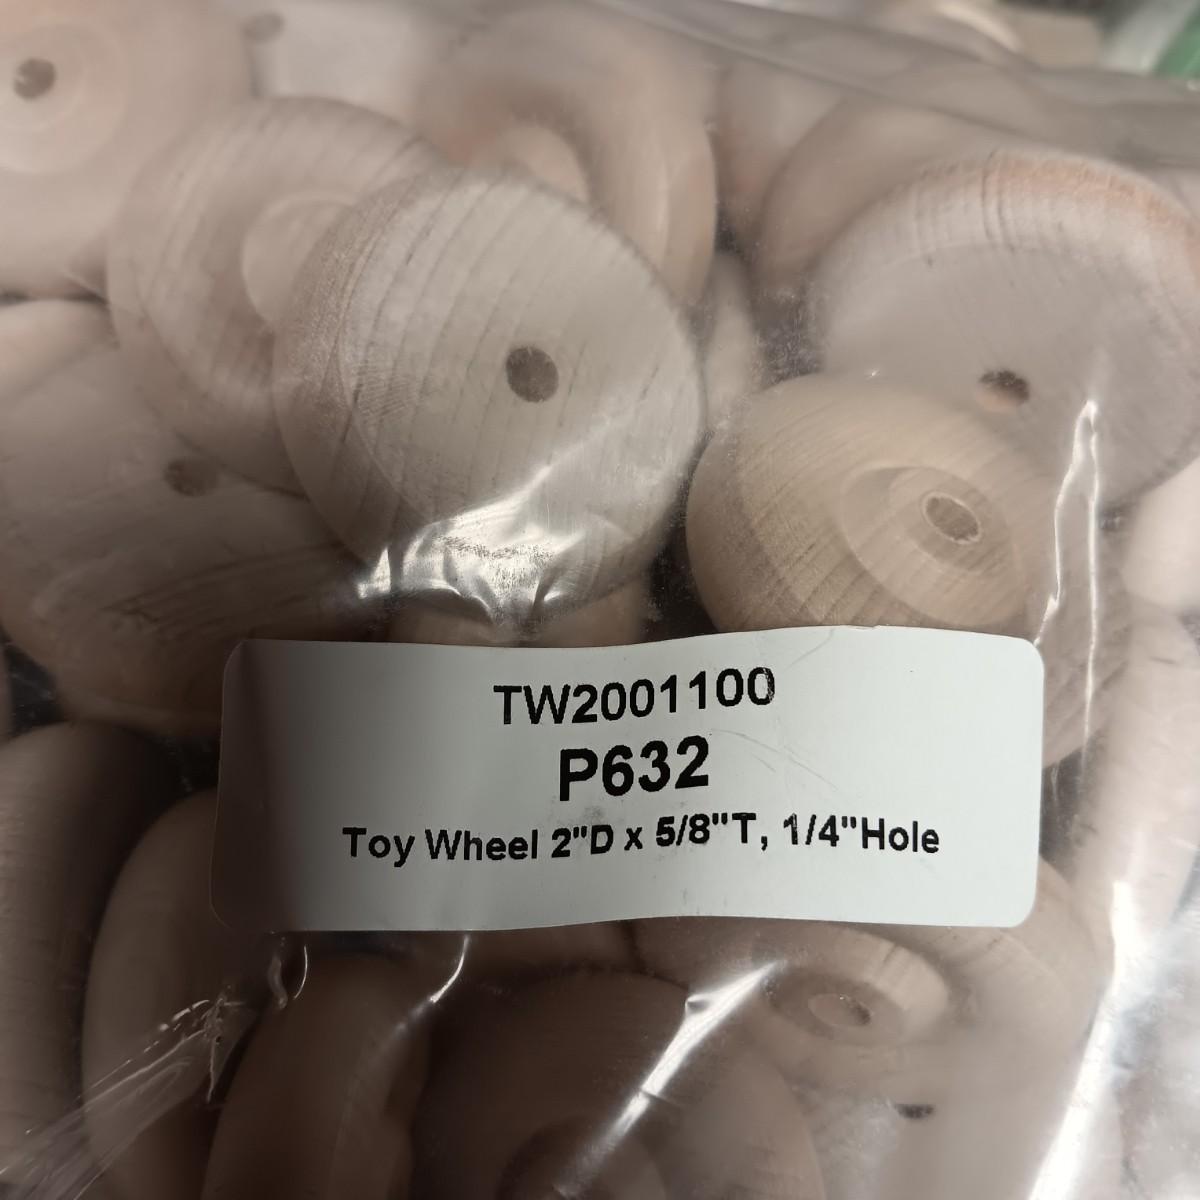 TW2001100
P632
Toy Wheel 2"D x 5/8"T, 1/4"Hole